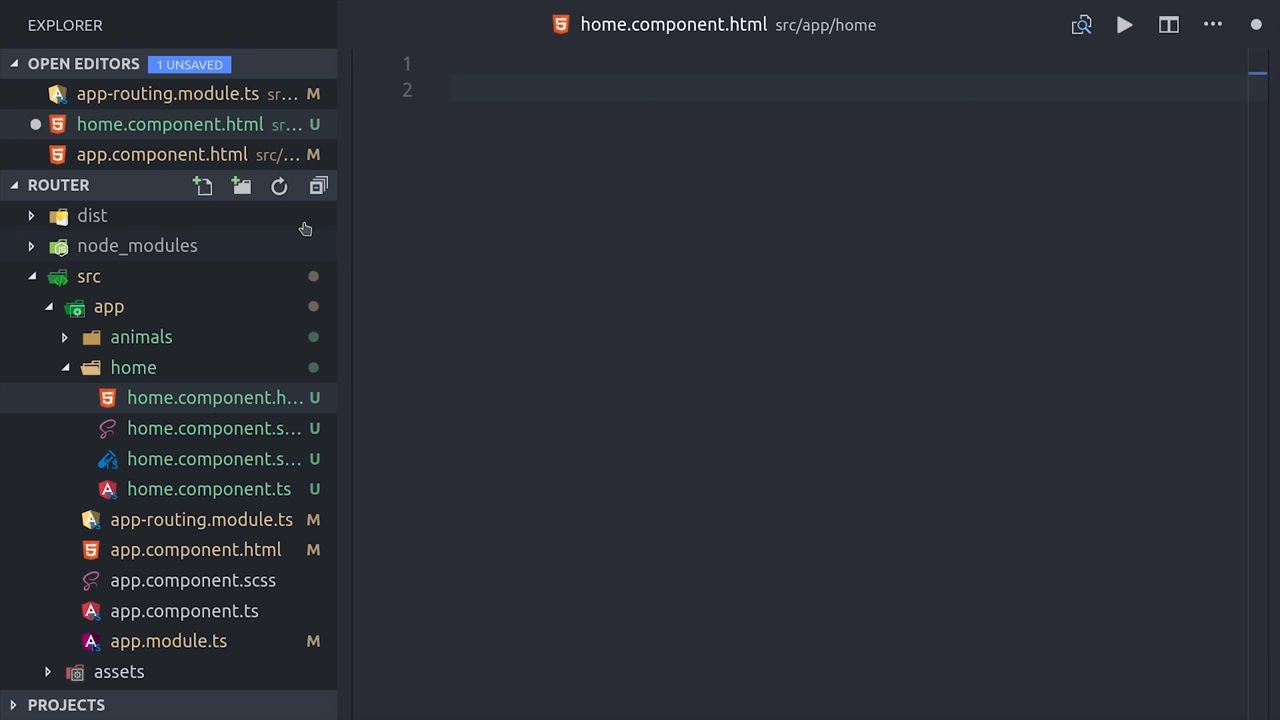 EXPLORER
OPEN EDITORS 1 UNSAVED
app-routing.module.ts sr... M
home.component.html sr... U
app.component.html src/... M
ROUTER
dist
node_modules
src
app
animals
home
home.component.h... U
home.component.s... U
home.component.s... U
home.component.ts U
app-routing.module.ts M
app.component.html M
app.component.scss
app.component.ts
app.module.ts M
assets
PROJECTS
home.component.html src/app/home
1
2